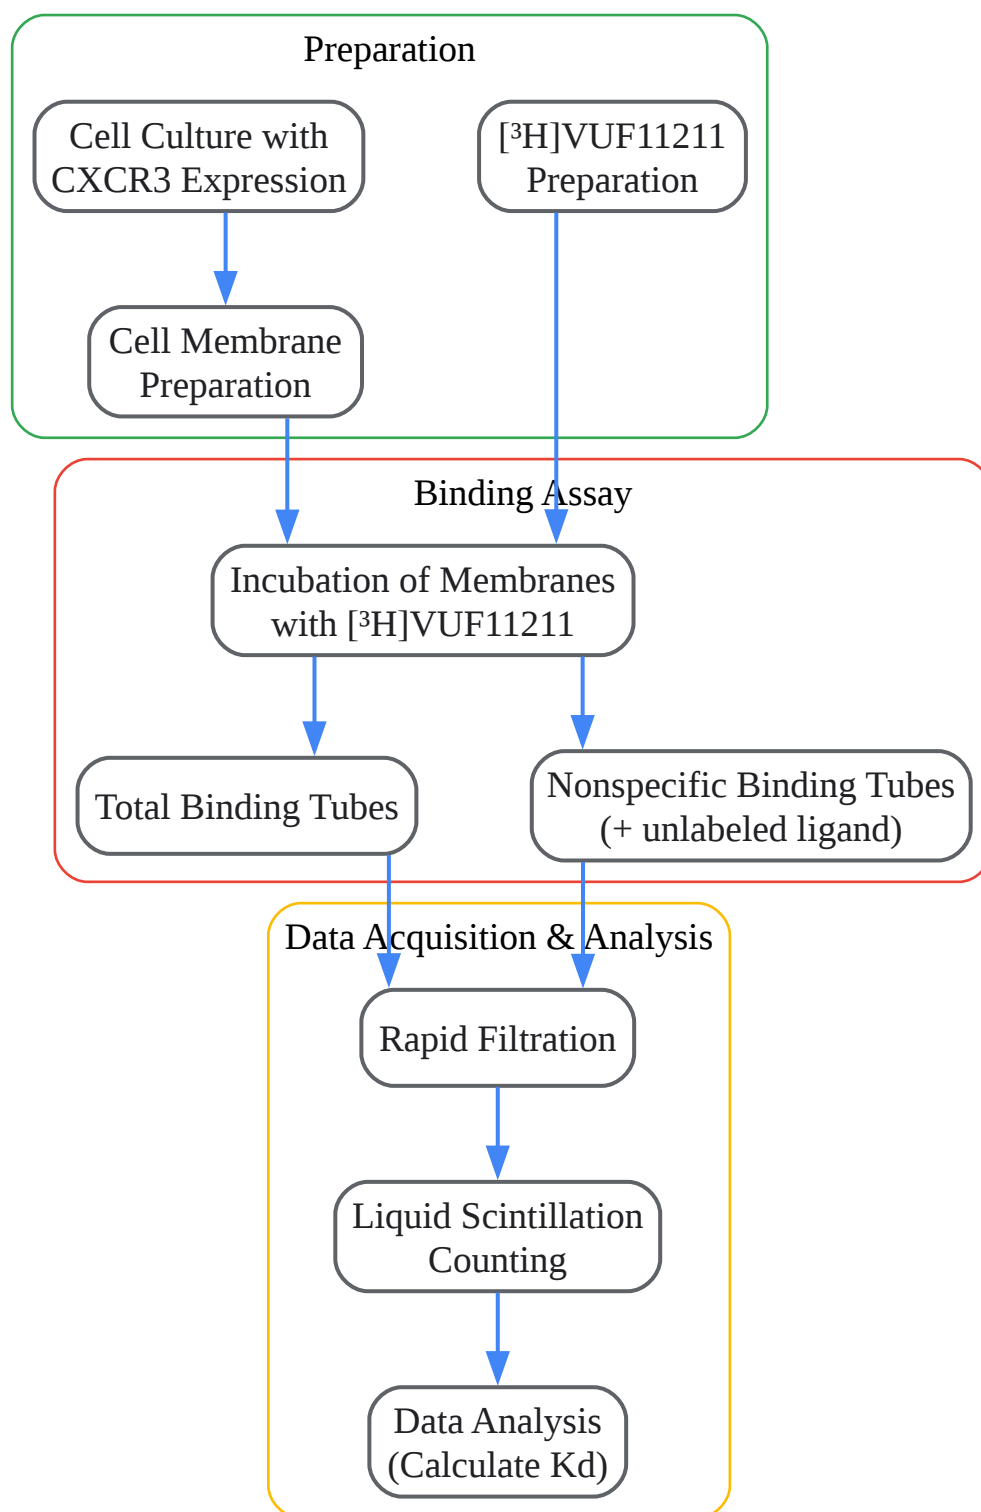 Preparation
Cell Culture with
CXCR3 Expression
[³H]VUF11211
Preparation
Cell Membrane
Preparation
Binding Assay
Incubation of Membranes
with [³H]VUF11211
Total Binding Tubes
Nonspecific Binding Tubes
(+ unlabeled ligand)
Data Acquisition & Analysis
Rapid Filtration
Liquid Scintillation
Counting
Data Analysis
(Calculate Kd)